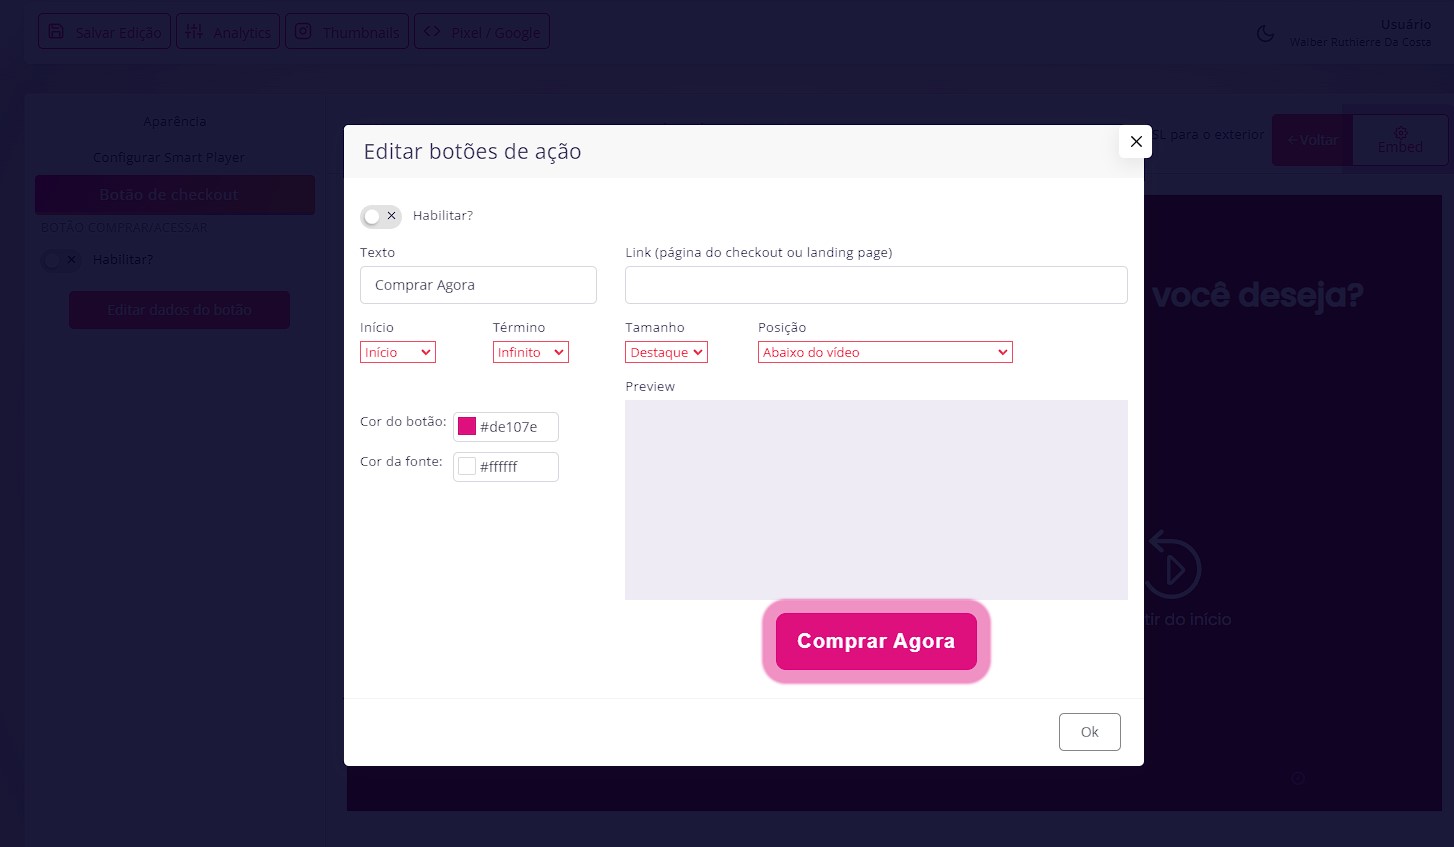 Salvar Edição
Analytics
Thumbnails
Pixel / Google
Usuário
Walber Ruthierre Da Costa
Aparência
Configurar Smart Player
Botão de checkout
BOTÃO COMPRAR/ACESSAR
Habilitar?
Editar dados do botão
SL para o exterior
← Voltar
Embed
você deseja?
tir do início
Editar botões de ação
Habilitar?
Texto
Link (página do checkout ou landing page)
Comprar Agora
Início
Término
Tamanho
Posição
Início
Infinito
Destaque
Abaixo do vídeo
Preview
Cor do botão:
#de107e
Cor da fonte:
#ffffff
Comprar Agora
Ok